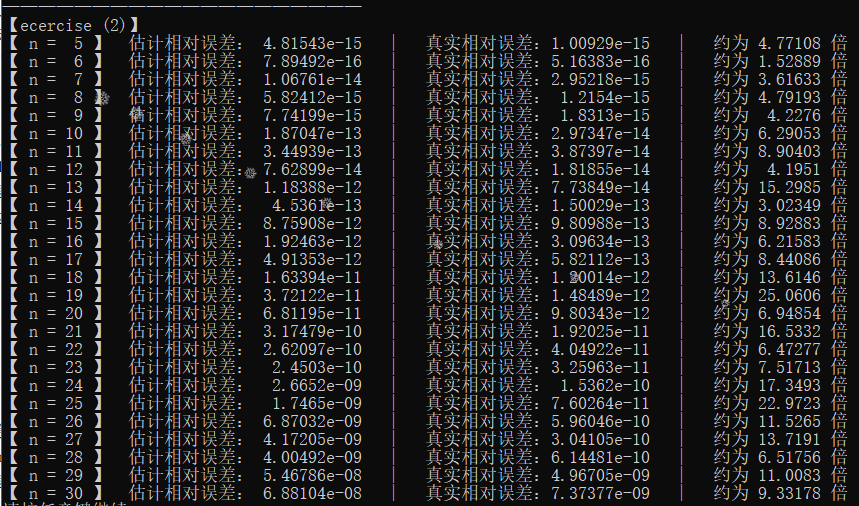 【ecercise (2)】
【 n = 5 】 估计相对误差: 4.81543e-15 | 真实相对误差: 1.00929e-15 | 约为 4.77108 倍
【 n = 6 】 估计相对误差: 7.89492e-16 | 真实相对误差: 5.16383e-16 | 约为 1.52889 倍
【 n = 7 】 估计相对误差: 1.06761e-14 | 真实相对误差: 2.95218e-15 | 约为 3.61633 倍
【 n = 8 】 估计相对误差: 5.82412e-15 | 真实相对误差: 1.2154e-15 | 约为 4.79193 倍
【 n = 9 】 估计相对误差: 7.74199e-15 | 真实相对误差: 1.8313e-15 | 约为 4.2276 倍
【 n = 10 】 估计相对误差: 1.87047e-13 | 真实相对误差: 2.97347e-14 | 约为 6.29053 倍
【 n = 11 】 估计相对误差: 3.44939e-13 | 真实相对误差: 3.87397e-14 | 约为 8.90403 倍
【 n = 12 】 估计相对误差: 7.62899e-14 | 真实相对误差: 1.81855e-14 | 约为 4.1951 倍
【 n = 13 】 估计相对误差: 1.18388e-12 | 真实相对误差: 7.73849e-14 | 约为 15.2985 倍
【 n = 14 】 估计相对误差: 4.5361e-13 | 真实相对误差: 1.50029e-13 | 约为 3.02349 倍
【 n = 15 】 估计相对误差: 8.75908e-12 | 真实相对误差: 9.80988e-13 | 约为 8.92883 倍
【 n = 16 】 估计相对误差: 1.92463e-12 | 真实相对误差: 3.09634e-13 | 约为 6.21583 倍
【 n = 17 】 估计相对误差: 4.91353e-12 | 真实相对误差: 5.82112e-13 | 约为 8.44086 倍
【 n = 18 】 估计相对误差: 1.63394e-11 | 真实相对误差: 1.20014e-12 | 约为 13.6146 倍
【 n = 19 】 估计相对误差: 3.72122e-11 | 真实相对误差: 1.48489e-12 | 约为 25.0606 倍
【 n = 20 】 估计相对误差: 6.81195e-11 | 真实相对误差: 9.80343e-12 | 约为 6.94854 倍
【 n = 21 】 估计相对误差: 3.17479e-10 | 真实相对误差: 1.92025e-11 | 约为 16.5332 倍
【 n = 22 】 估计相对误差: 2.62097e-10 | 真实相对误差: 4.04922e-11 | 约为 6.47277 倍
【 n = 23 】 估计相对误差: 2.4503e-10 | 真实相对误差: 3.25963e-11 | 约为 7.51713 倍
【 n = 24 】 估计相对误差: 2.6652e-09 | 真实相对误差: 1.5362e-10 | 约为 17.3493 倍
【 n = 25 】 估计相对误差: 1.7465e-09 | 真实相对误差: 7.60264e-11 | 约为 22.9723 倍
【 n = 26 】 估计相对误差: 6.87032e-09 | 真实相对误差: 5.96046e-10 | 约为 11.5265 倍
【 n = 27 】 估计相对误差: 4.17205e-09 | 真实相对误差: 3.04105e-10 | 约为 13.7191 倍
【 n = 28 】 估计相对误差: 4.00492e-09 | 真实相对误差: 6.14481e-10 | 约为 6.51756 倍
【 n = 29 】 估计相对误差: 5.46786e-08 | 真实相对误差: 4.96705e-09 | 约为 11.0083 倍
【 n = 30 】 估计相对误差: 6.88104e-08 | 真实相对误差: 7.37377e-09 | 约为 9.33178 倍